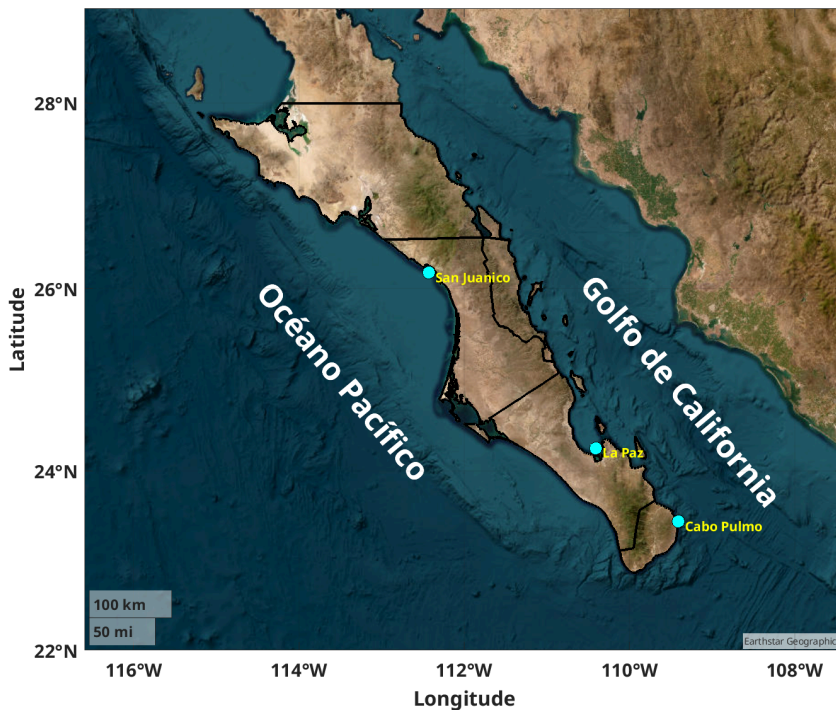 28°N
26°N
24°N
22°N
Latitude
San Juanico
Océano Pacífico
Golfo de California
La Paz
Cabo Pulmo
100 km
50 mi
Earthstar Geographic
116°W
114°W
112°W
110°W
108°W
Longitude